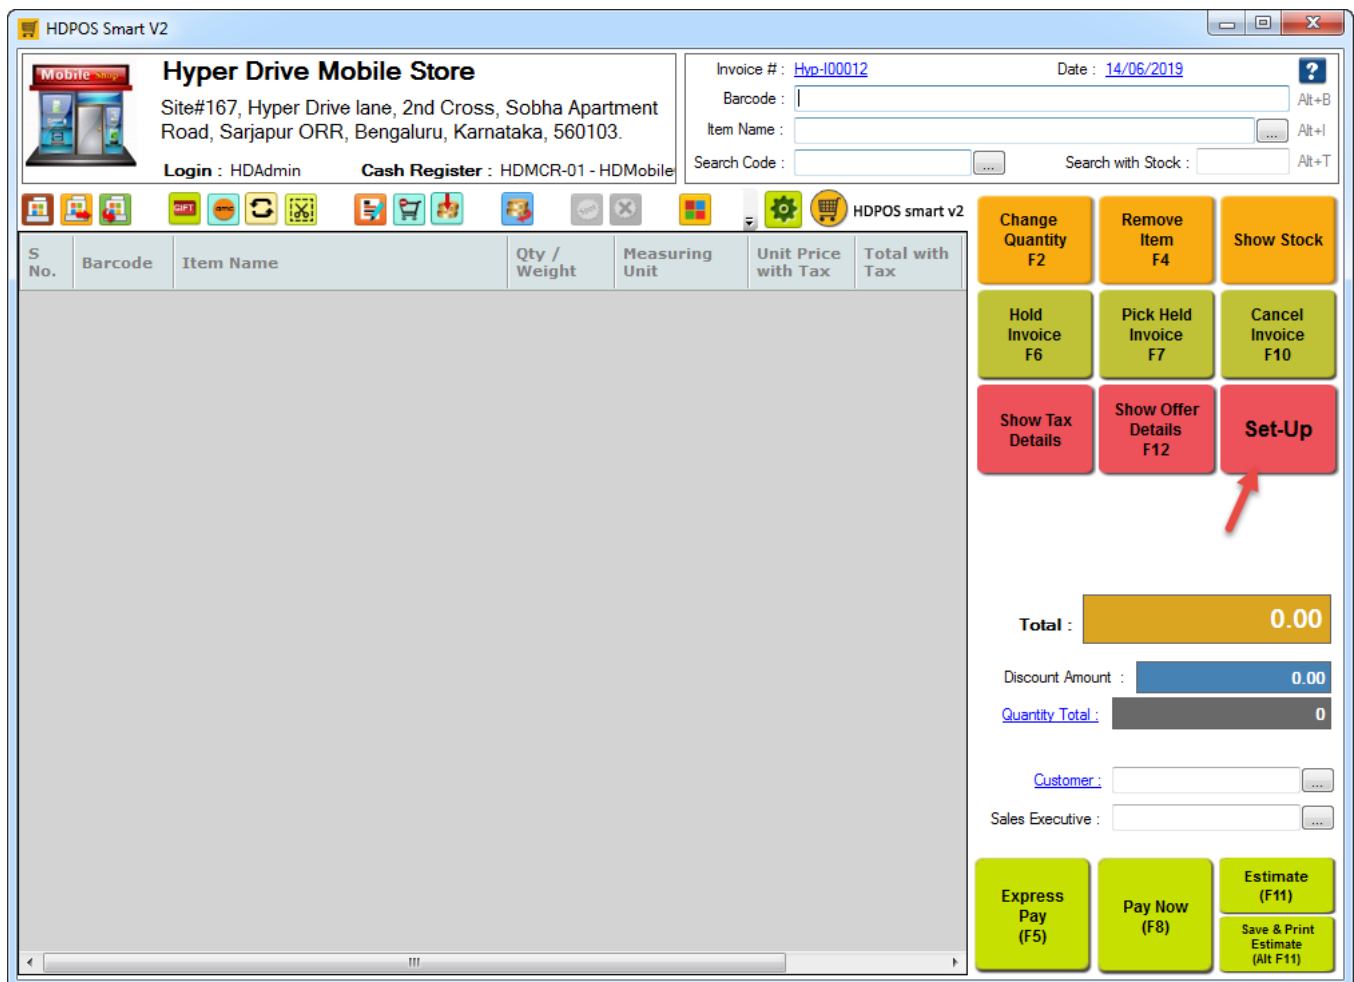 HDPOS Smart V2
Mobile Shop
Hyper Drive Mobile Store
Site#167, Hyper Drive lane, 2nd Cross, Sobha Apartment
Road, Sarjapur ORR, Bengaluru, Karnataka, 560103.
Login : HDAdmin Cash Register : HDMCR-01 - HDMobile
Invoice # : Hyp-I00012 Date : 14/06/2019 ?
Barcode : Alt+B
Item Name : ... Alt+I
Search Code : ... Search with Stock : Alt+T
GIFT amc HDPOS smart v2
S No. Barcode Item Name Qty / Weight Measuring Unit Unit Price with Tax Total with Tax
Change Quantity F2
Remove Item F4
Show Stock
Hold Invoice F6
Pick Held Invoice F7
Cancel Invoice F10
Show Tax Details
Show Offer Details F12
Set-Up
Total : 0.00
Discount Amount : 0.00
Quantity Total : 0
Customer : ...
Sales Executive : ...
Express Pay (F5)
Pay Now (F8)
Estimate (F11)
Save & Print Estimate (Alt F11)